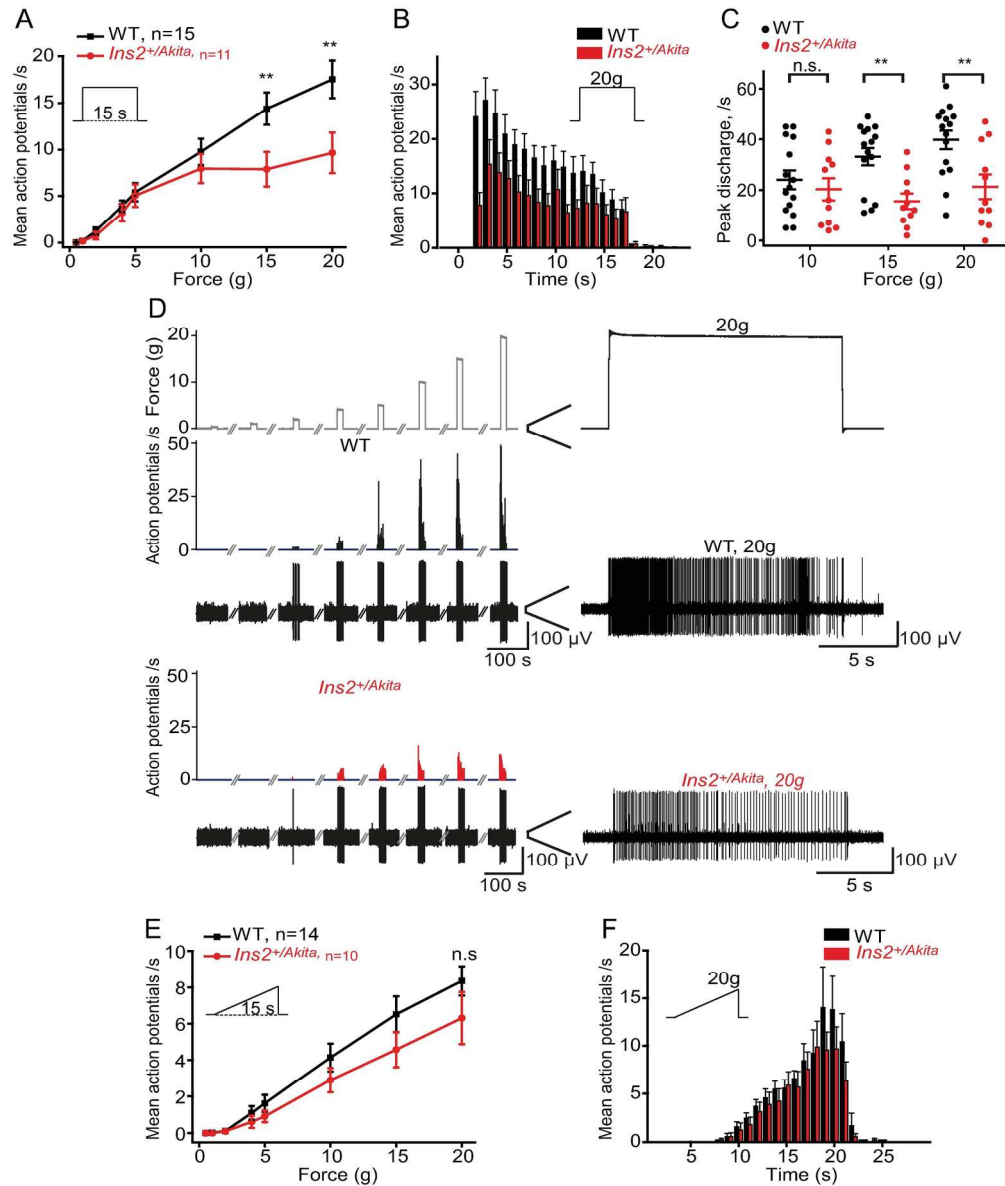 A
WT, n=15
Ins2+/Akita, n=11
**
**
15 s
Mean action potentials /s
20
15
10
5
0
0 5 10 15 20
Force (g)
B
WT
Ins2+/Akita
20g
Mean action potentials /s
30
20
10
0
0 5 10 15 20
Time (s)
C
WT
Ins2+/Akita
n.s.
**
**
Peak discharge, /s
60
40
20
0
10 15 20
Force (g)
D
Force (g)
20
10
0
20g
Action potentials /s
WT
50
25
0
WT, 20g
100 µV
100 s
100 µV
5 s
Action potentials /s
Ins2+/Akita
50
25
0
Ins2+/Akita, 20g
100 µV
100 s
100 µV
5 s
E
WT, n=14
Ins2+/Akita, n=10
n.s
15 s
Mean action potentials /s
10
8
6
4
2
0
0 5 10 15 20
Force (g)
F
WT
Ins2+/Akita
20g
Mean action potentials /s
20
15
10
5
0
5 10 15 20 25
Time (s)